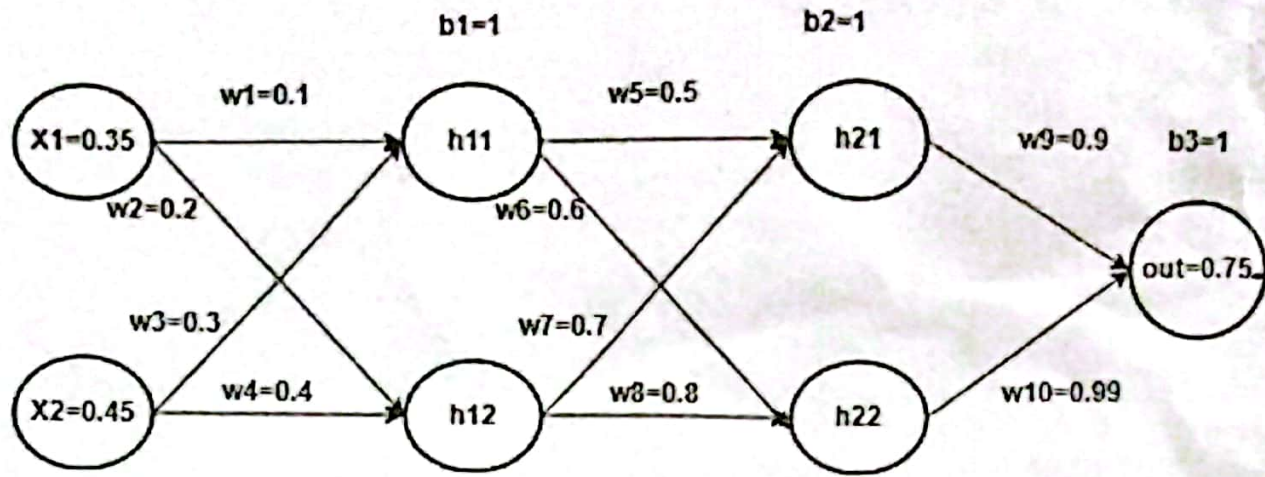 b1=1
b2=1
w1=0.1
w5=0.5
X1=0.35
h11
h21
w9=0.9
b3=1
w2=0.2
w6=0.6
out=0.75
w3=0.3
w7=0.7
X2=0.45
w4=0.4
h12
w8=0.8
h22
w10=0.99